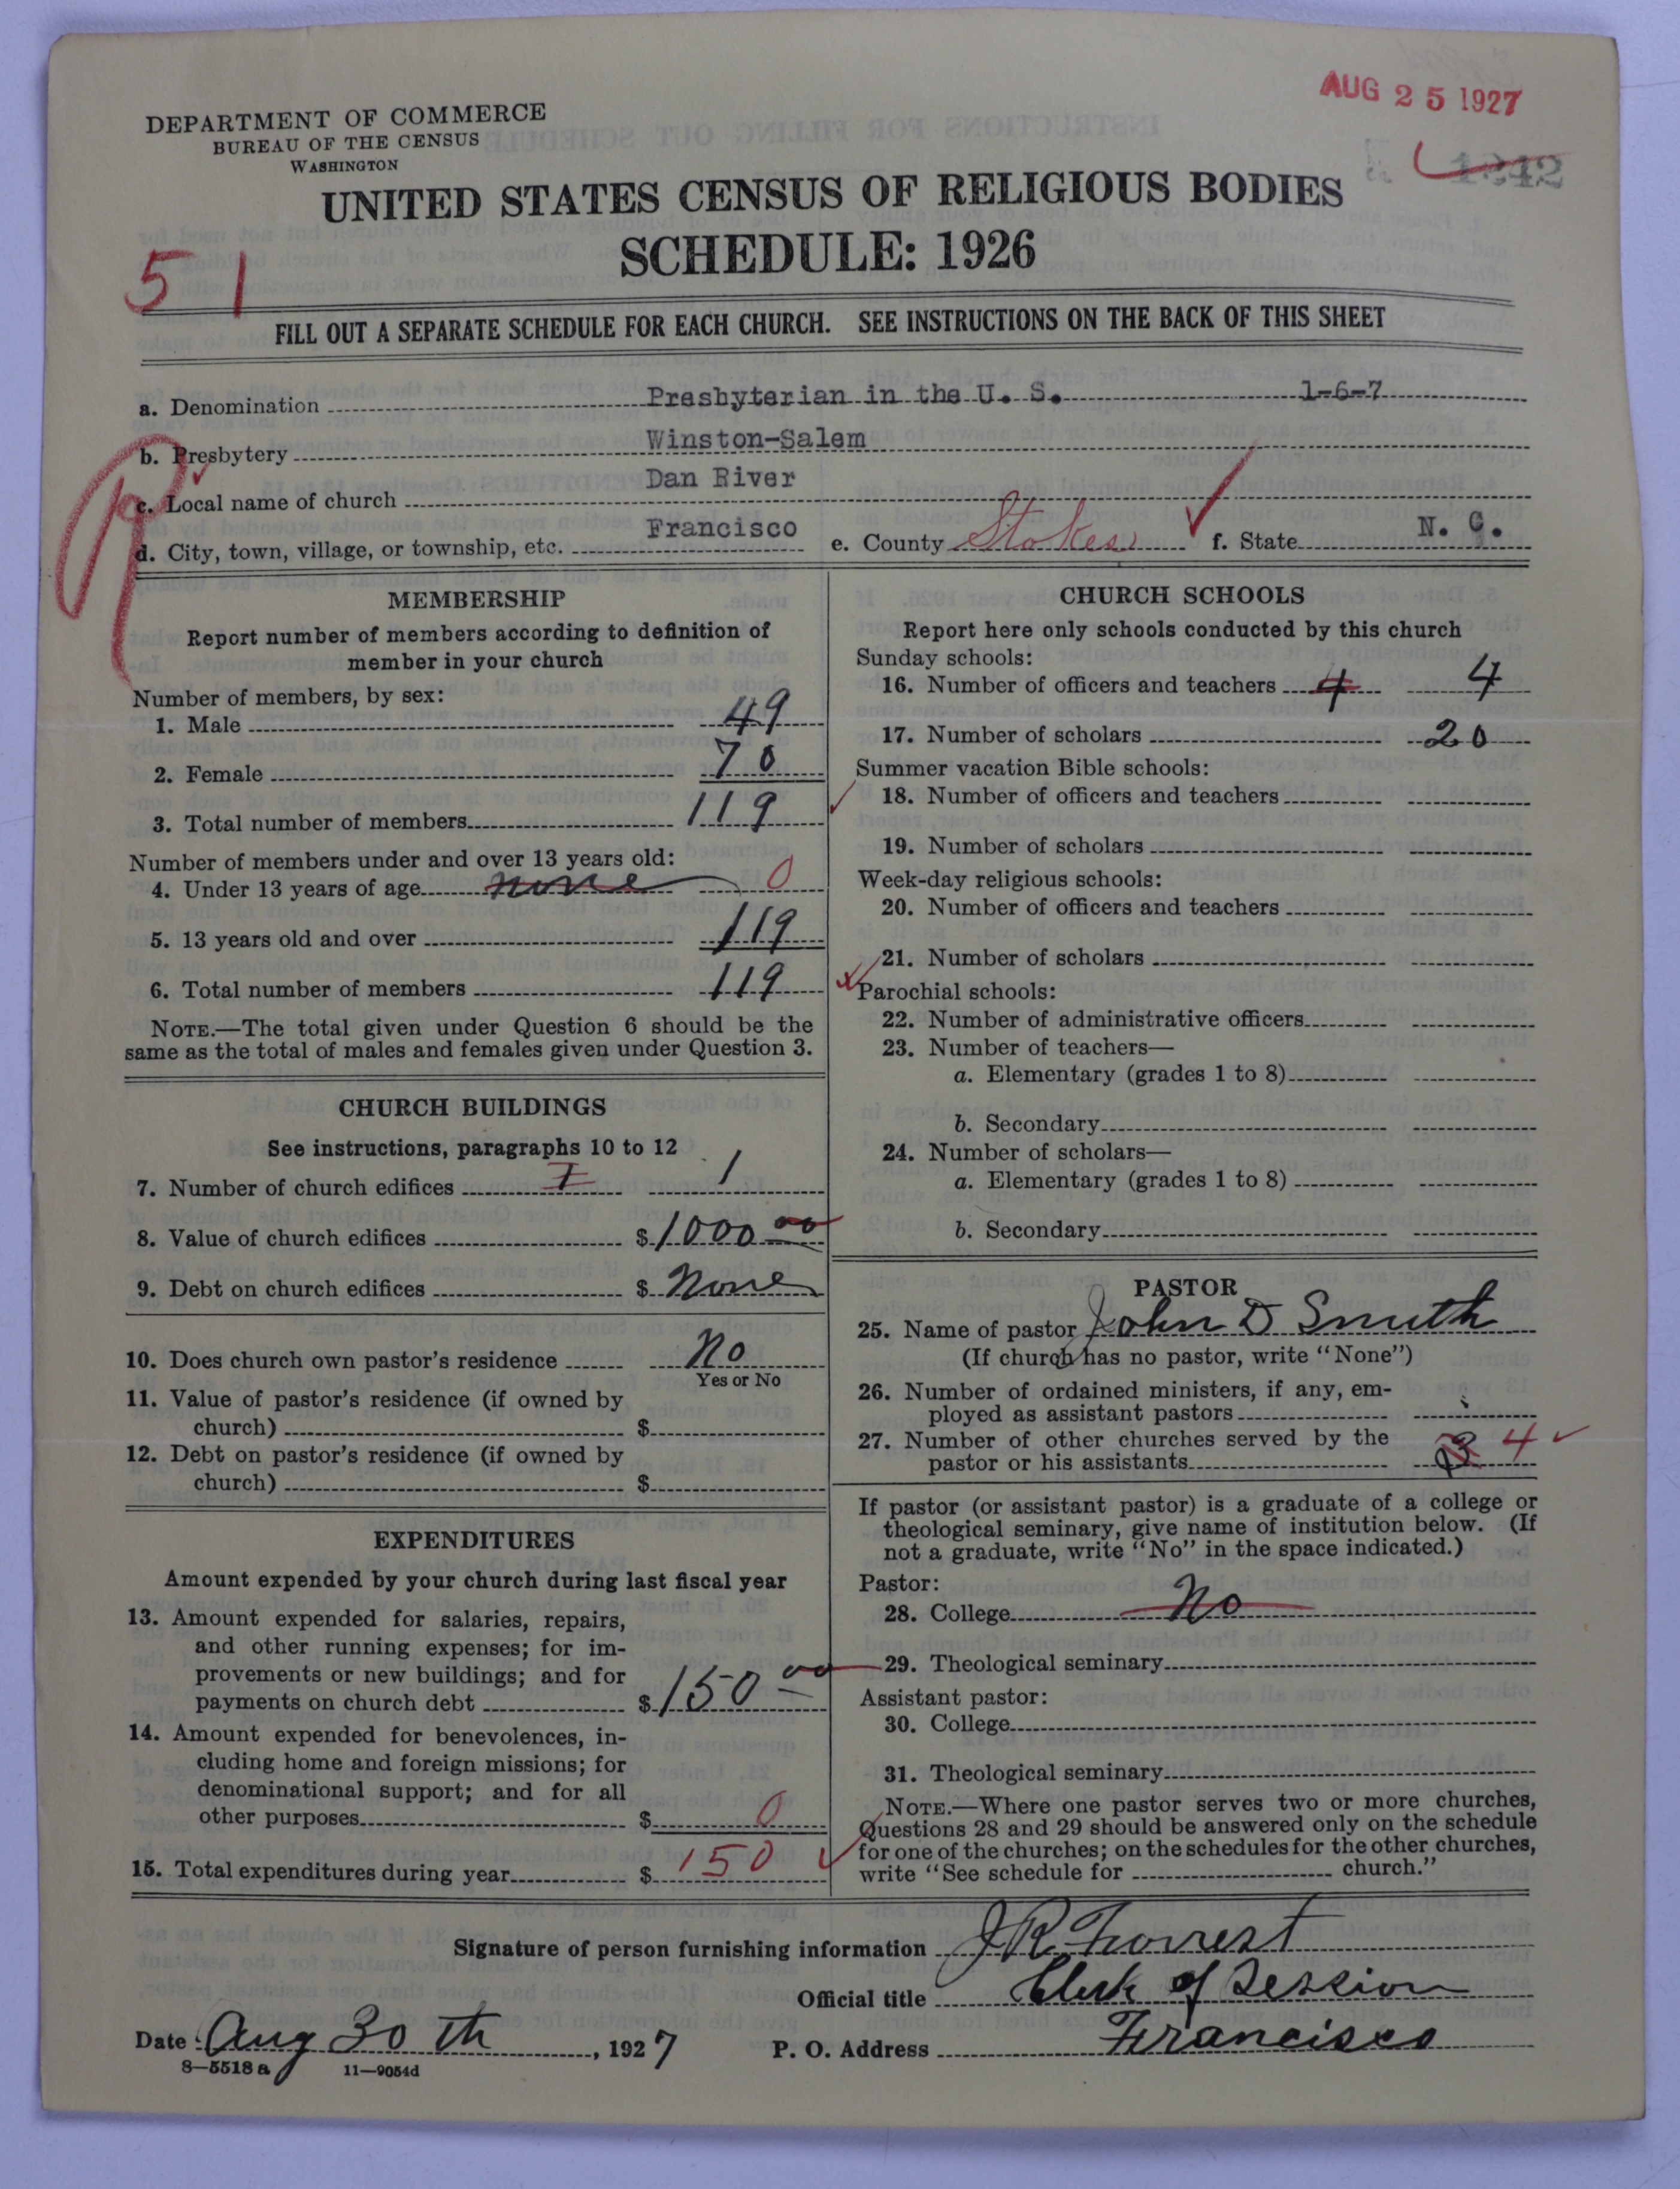 AUG 25 1927
DEPARTMENT OF COMMERCE
BUREAU OF THE CENSUS
WASHINGTON
1242
UNITED STATES CENSUS OF RELIGIOUS BODIES
SCHEDULE: 1926
51
FILL OUT A SEPARATE SCHEDULE FOR EACH CHURCH. SEE INSTRUCTIONS ON THE BACK OF THIS SHEET
a. Denomination Presbyterian in the U. S. 1-6-7
b. Presbytery Winston-Salem
c. Local name of church Dan River
d. City, town, village, or township, etc. Francisco e. County Stokes f. State N. C.
MEMBERSHIP
Report number of members according to definition of
member in your church
Number of members, by sex:
1. Male 49
2. Female 70
3. Total number of members 119
Number of members under and over 13 years old:
4. Under 13 years of age none 0
5. 13 years old and over 119
6. Total number of members 119
NOTE.—The total given under Question 6 should be the
same as the total of males and females given under Question 3.
CHURCH BUILDINGS
See instructions, paragraphs 10 to 12
7. Number of church edifices 1 1
8. Value of church edifices $ 1000 00
9. Debt on church edifices $ None
10. Does church own pastor's residence No
Yes or No
11. Value of pastor's residence (if owned by
church) $
12. Debt on pastor's residence (if owned by
church) $
EXPENDITURES
Amount expended by your church during last fiscal year
13. Amount expended for salaries, repairs,
and other running expenses; for im-
provements or new buildings; and for
payments on church debt $ 150 00
14. Amount expended for benevolences, in-
cluding home and foreign missions; for
denominational support; and for all
other purposes $ 0
15. Total expenditures during year $ 150
CHURCH SCHOOLS
Report here only schools conducted by this church
Sunday schools:
16. Number of officers and teachers 4 4
17. Number of scholars 20
Summer vacation Bible schools:
18. Number of officers and teachers
19. Number of scholars
Week-day religious schools:
20. Number of officers and teachers
21. Number of scholars
Parochial schools:
22. Number of administrative officers
23. Number of teachers—
a. Elementary (grades 1 to 8)
b. Secondary
24. Number of scholars—
a. Elementary (grades 1 to 8)
b. Secondary
PASTOR
25. Name of pastor John D Smith
(If church has no pastor, write "None")
26. Number of ordained ministers, if any, em-
ployed as assistant pastors
27. Number of other churches served by the
pastor or his assistants 3 4
If pastor (or assistant pastor) is a graduate of a college or
theological seminary, give name of institution below. (If
not a graduate, write "No" in the space indicated.)
Pastor:
28. College No
29. Theological seminary
Assistant pastor:
30. College
31. Theological seminary
NOTE.—Where one pastor serves two or more churches,
Questions 28 and 29 should be answered only on the schedule
for one of the churches; on the schedules for the other churches,
write "See schedule for church."
Signature of person furnishing information J R Forrest
Official title Clerk of Session
Date Aug 30 th, 1927 P. O. Address Francisco
8—5518 a 11—9054d